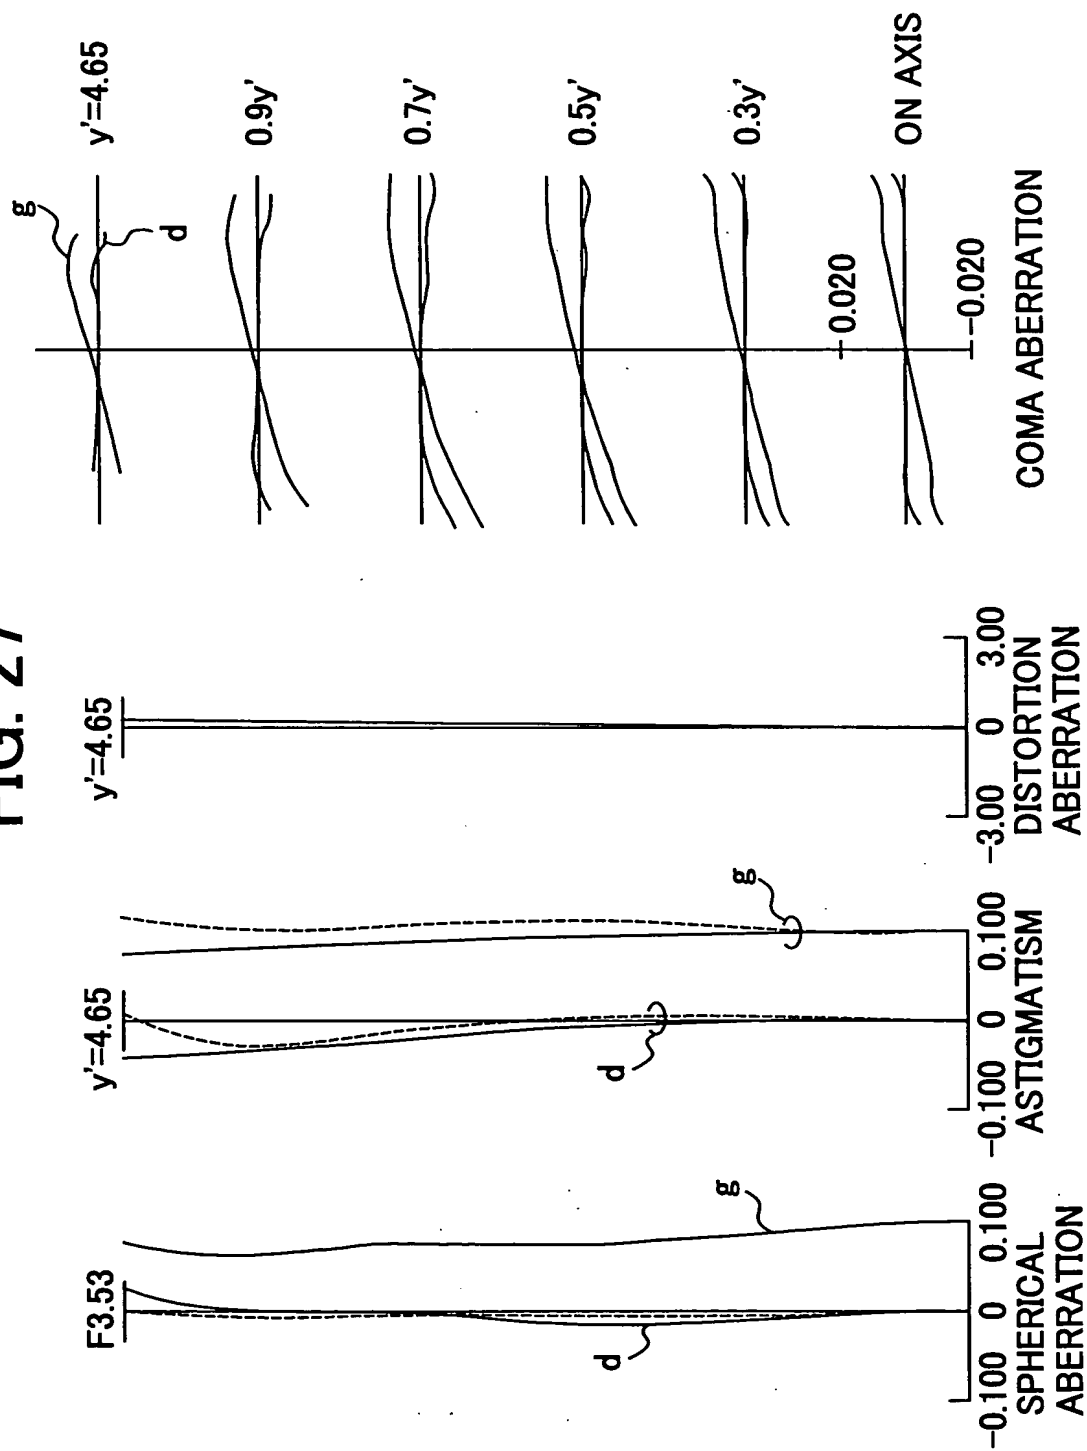 FIG. 27
F3.53
g
d
-0.100 0 0.100
SPHERICAL
ABERRATION
y'=4.65
g
d
-0.100 0 0.100
ASTIGMATISM
y'=4.65
-3.00 0 3.00
DISTORTION
ABERRATION
g
y'=4.65
d
0.9y'
0.7y'
0.5y'
0.3y'
0.020
ON AXIS
-0.020
COMA ABERRATION